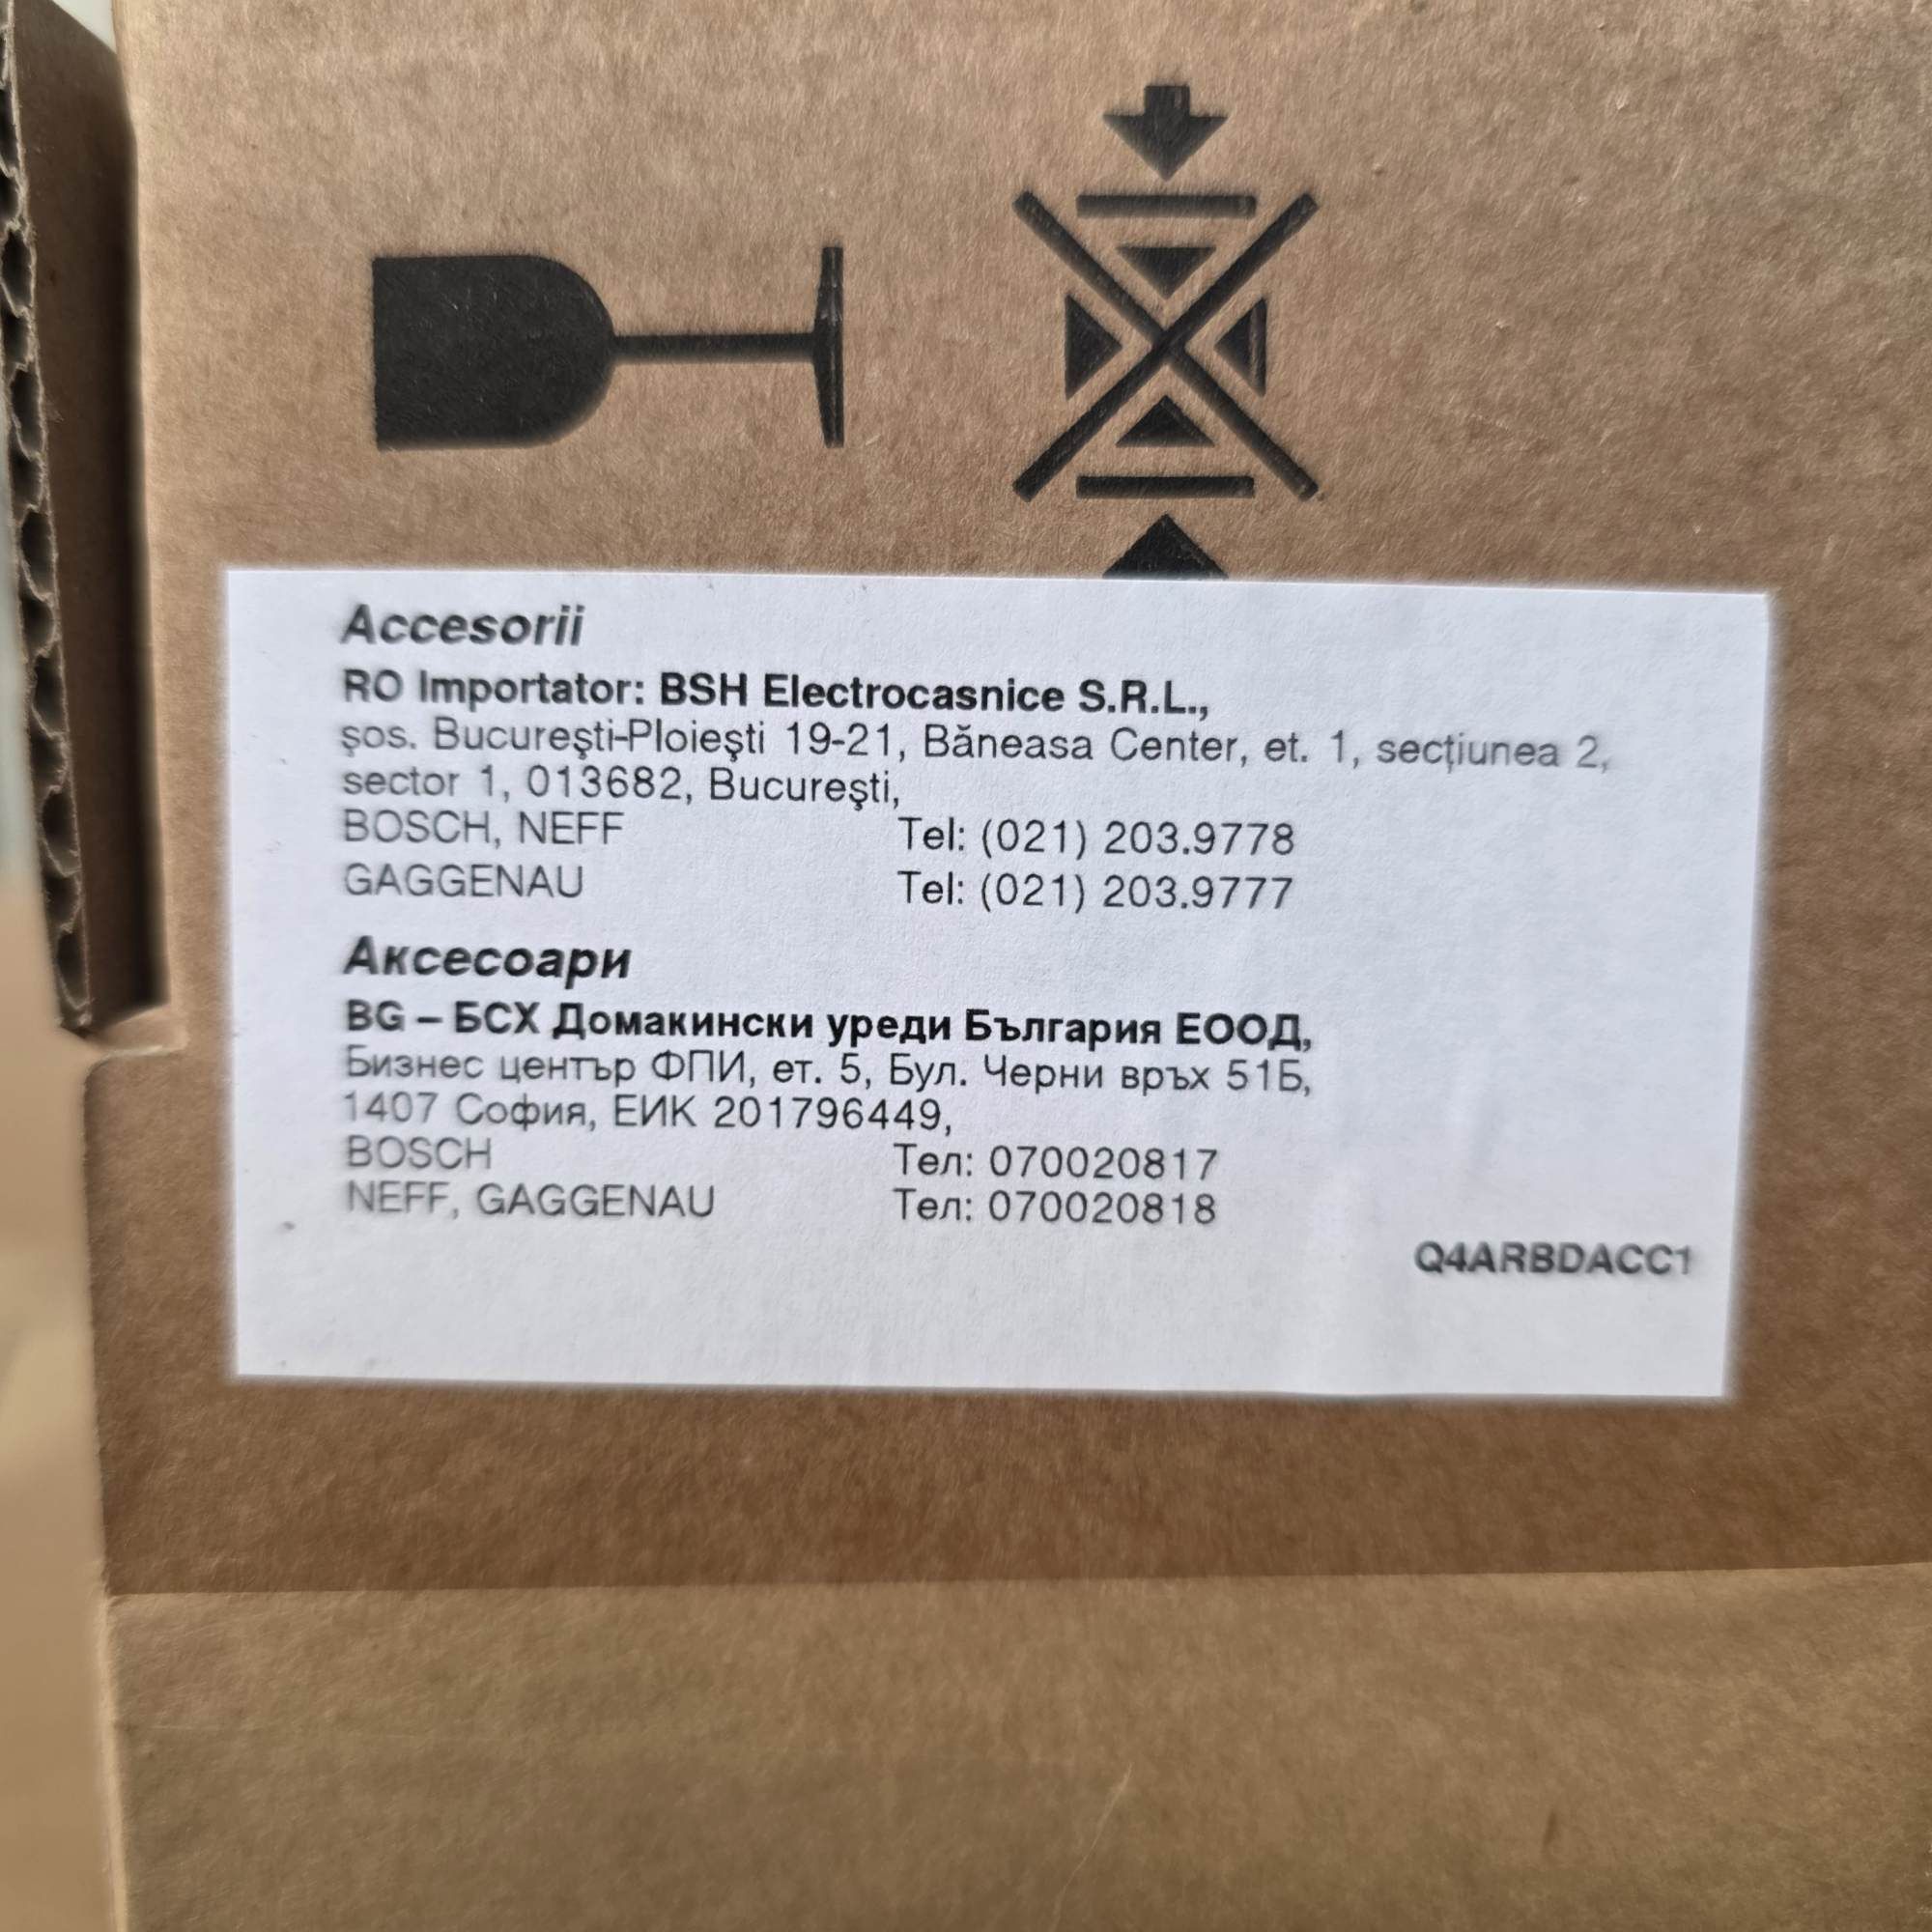 Accesorii
RO Importator: BSH Electrocasnice S.R.L.,
şos. Bucureşti-Ploieşti 19-21, Băneasa Center, et. 1, secţiunea 2,
sector 1, 013682, Bucureşti,
BOSCH, NEFF Tel: (021) 203.9778
GAGGENAU Tel: (021) 203.9777
Аксесоари
BG – БСХ Домакински уреди България ЕООД,
Бизнес център ФПИ, ет. 5, Бул. Черни връх 51Б,
1407 София, ЕИК 201796449,
BOSCH Тел: 070020817
NEFF, GAGGENAU Тел: 070020818
Q4ARBDACC1